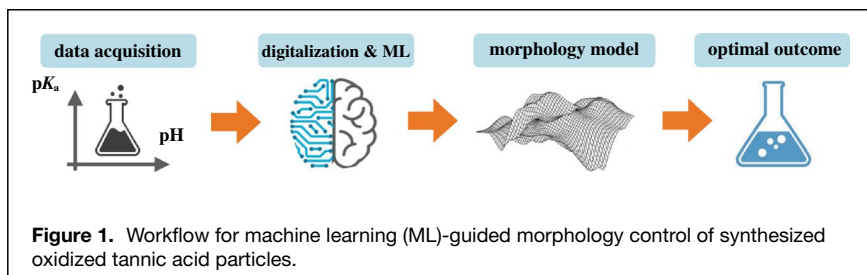 data acquisition
digitalization & ML
morphology model
optimal outcome
pKa
pH
Figure 1. Workflow for machine learning (ML)-guided morphology control of synthesized
oxidized tannic acid particles.